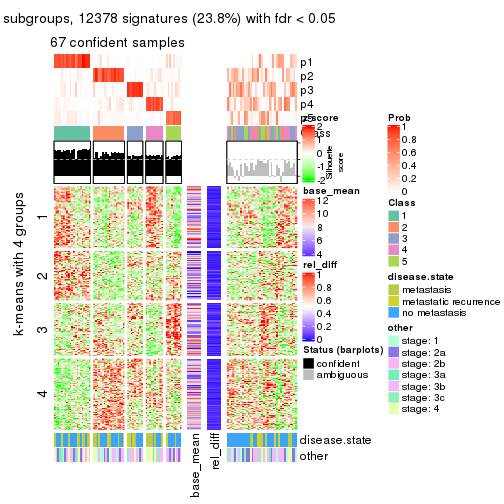 subgroups, 12378 signatures (23.8%) with fdr < 0.05
67 confident samples
p1
p2
p3
p4
Silhouette
score
k-means with 4 groups
1
2
3
4
base_mean
rel_diff
disease.state
other
z-score
2
0
-2
base_mean
12
10
8
6
4
rel_diff
1
0.8
0.6
0.4
0.2
0
Status (barplots)
confident
ambiguous
Prob
1
0.8
0.6
0.4
0.2
0
Class
1
2
3
4
5
disease.state
metastasis
metastatic recurrence
no metastasis
other
stage: 1
stage: 2a
stage: 2b
stage: 3a
stage: 3b
stage: 3c
stage: 4